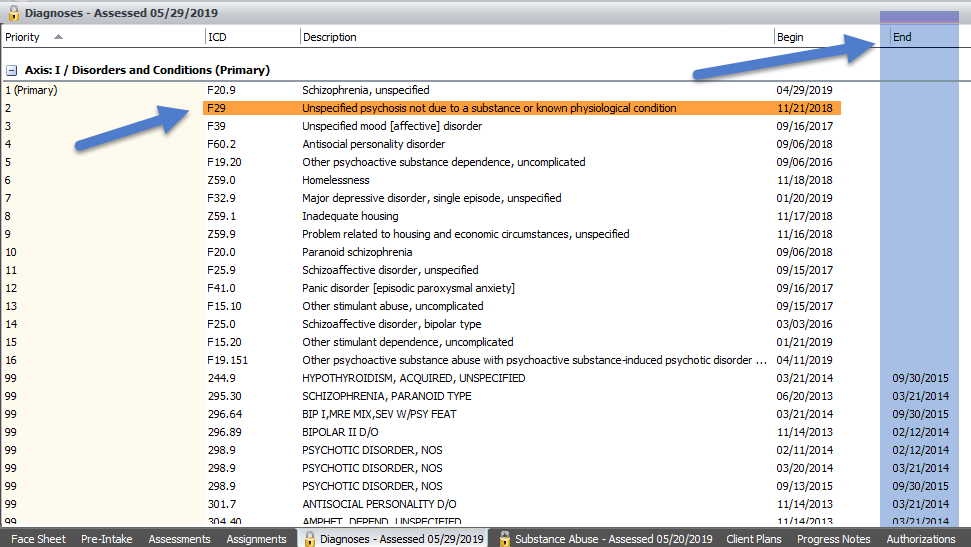 Diagnoses - Assessed 05/29/2019
Priority ICD Description Begin End
Axis: I / Disorders and Conditions (Primary)
1 (Primary) F20.9 Schizophrenia, unspecified 04/29/2019
2 F29 Unspecified psychosis not due to a substance or known physiological condition 11/21/2018
3 F39 Unspecified mood [affective] disorder 09/16/2017
4 F60.2 Antisocial personality disorder 09/06/2018
5 F19.20 Other psychoactive substance dependence, uncomplicated 09/06/2016
6 Z59.0 Homelessness 11/18/2018
7 F32.9 Major depressive disorder, single episode, unspecified 01/20/2019
8 Z59.1 Inadequate housing 11/17/2018
9 Z59.9 Problem related to housing and economic circumstances, unspecified 11/16/2018
10 F20.0 Paranoid schizophrenia 09/06/2018
11 F25.9 Schizoaffective disorder, unspecified 09/15/2017
12 F41.0 Panic disorder [episodic paroxysmal anxiety] 09/16/2017
13 F15.10 Other stimulant abuse, uncomplicated 09/15/2017
14 F25.0 Schizoaffective disorder, bipolar type 03/03/2016
15 F15.20 Other stimulant dependence, uncomplicated 01/21/2019
16 F19.151 Other psychoactive substance abuse with psychoactive substance-induced psychotic disorder ... 04/11/2019
99 244.9 HYPOTHYROIDISM, ACQUIRED, UNSPECIFIED 03/21/2014 09/30/2015
99 295.30 SCHIZOPHRENIA, PARANOID TYPE 06/20/2013 03/21/2014
99 296.64 BIP I,MRE MIX,SEV W/PSY FEAT 03/21/2014 09/30/2015
99 296.89 BIPOLAR II D/O 11/14/2013 02/12/2014
99 298.9 PSYCHOTIC DISORDER, NOS 02/11/2014 02/12/2014
99 298.9 PSYCHOTIC DISORDER, NOS 03/20/2014 03/21/2014
99 298.9 PSYCHOTIC DISORDER, NOS 09/13/2015 09/30/2015
99 301.7 ANTISOCIAL PERSONALITY D/O 11/14/2013 03/21/2014
99 304.40 AMPHET DEPEND, UNSPECIFIED 11/14/2013 03/21/2014
Face Sheet Pre-Intake Assessments Assignments Diagnoses - Assessed 05/29/2019 Substance Abuse - Assessed 05/20/2019 Client Plans Progress Notes Authorizations